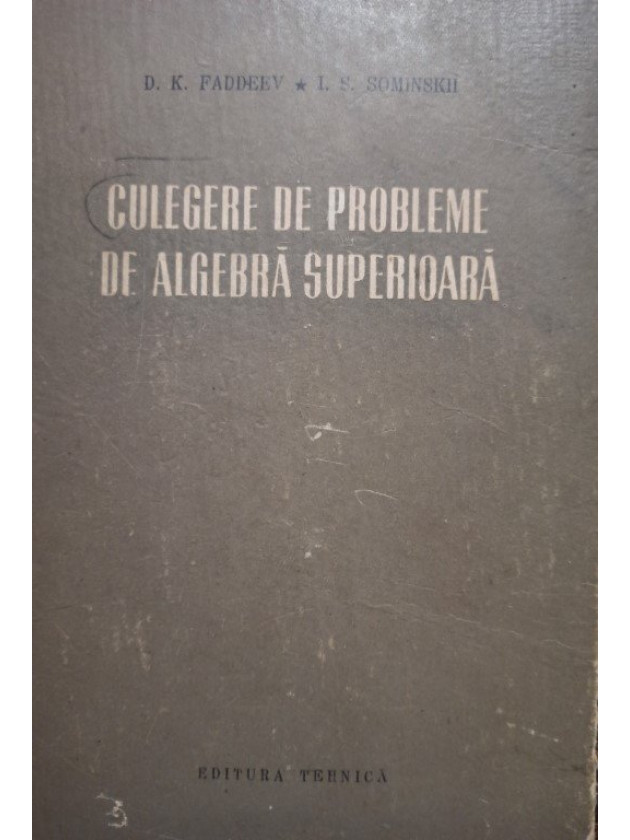 D. K. FADDEEV ★ I. S. SOMINSKII
CULEGERE DE PROBLEME
DE ALGEBRĂ SUPERIOARĂ
EDITURA TEHNICĂ